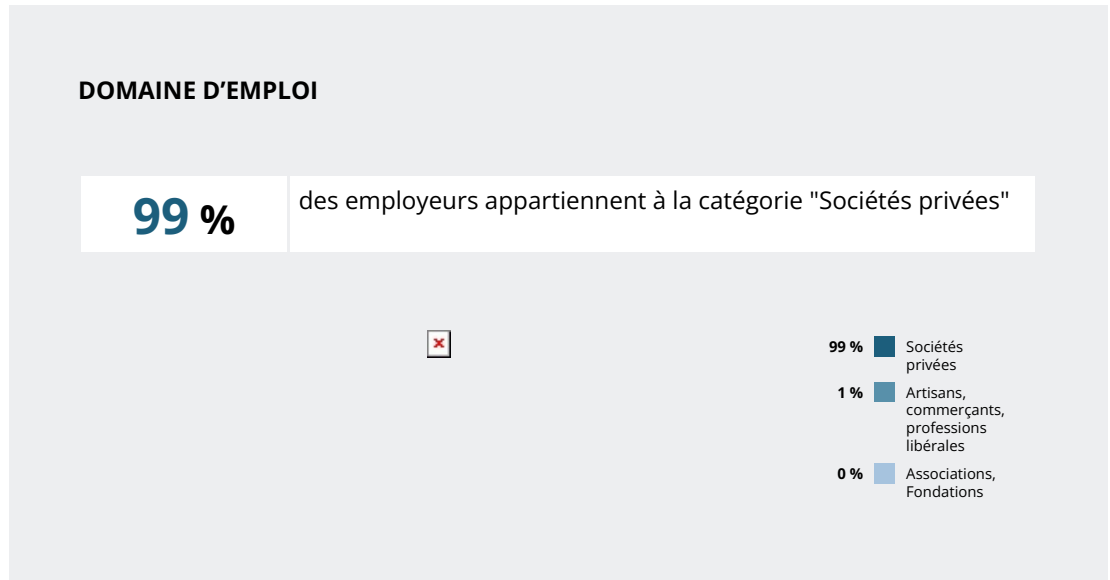 DOMAINE D'EMPLOI
99 %
des employeurs appartiennent à la catégorie "Sociétés privées"
99 %
Sociétés
privées
1 %
Artisans,
commerçants,
professions
libérales
0 %
Associations,
Fondations